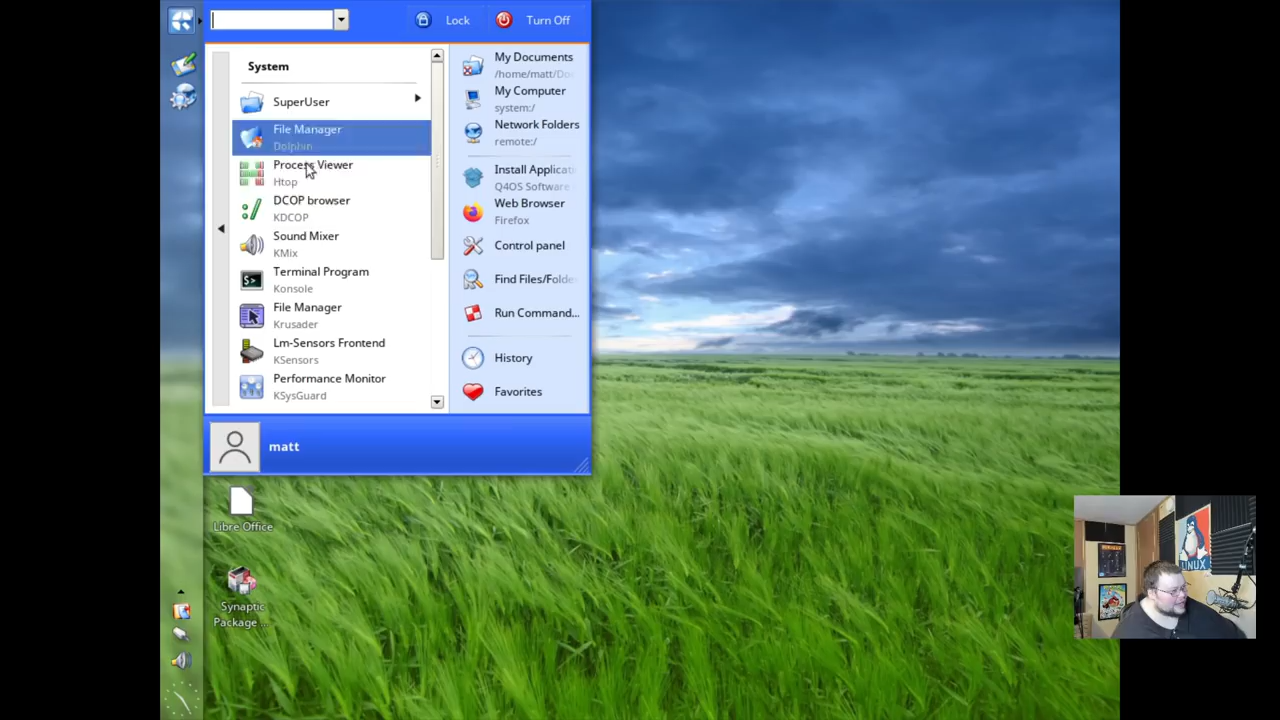 Lock
Turn Off
System
SuperUser
File Manager
Dolphin
Process Viewer
Htop
DCOP browser
KDCOP
Sound Mixer
KMix
Terminal Program
Konsole
File Manager
Krusader
Lm-Sensors Frontend
KSensors
Performance Monitor
KSysGuard
My Documents
/home/matt/Do
My Computer
system:/
Network Folders
remote:/
Install Applicat
Q4OS Software
Web Browser
Firefox
Control panel
Find Files/Folde
Run Command...
History
Favorites
matt
Libre Office
Synaptic
Package ...
LINUX